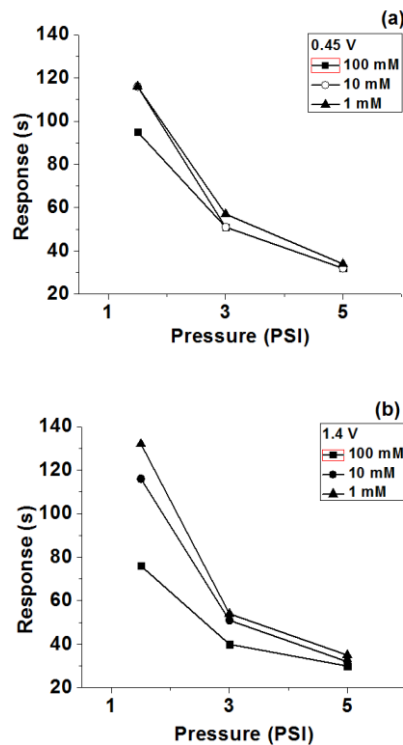 (a)
140
120
100
80
60
40
20
Response (s)
0.45 V
100 mM
10 mM
1 mM
1 3 5
Pressure (PSI)
(b)
140
120
100
80
60
40
20
Response (s)
1.4 V
100 mM
10 mM
1 mM
1 3 5
Pressure (PSI)